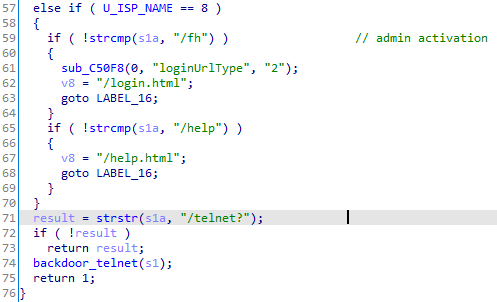 57 else if ( U_ISP_NAME == 8 )
58 {
59 if ( !strcmp(s1a, "/fh") ) // admin activation
60 {
61 sub_C50F8(0, "loginUrlType", "2");
62 v8 = "/login.html";
63 goto LABEL_16;
64 }
65 if ( !strcmp(s1a, "/help") )
66 {
67 v8 = "/help.html";
68 goto LABEL_16;
69 }
70 }
71 result = strstr(s1a, "/telnet?");
72 if ( !result )
73 return result;
74 backdoor_telnet(s1);
75 return 1;
76 }